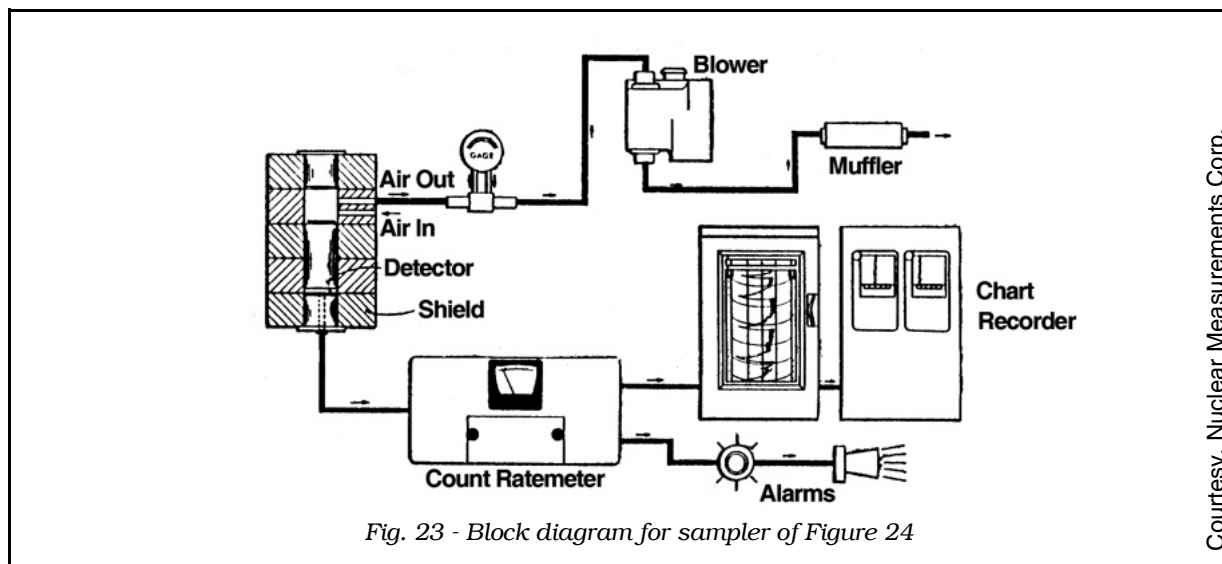 Blower
GAGE
Muffler
Air Out
Air In
Detector
Shield
Chart
Recorder
Count Ratemeter
Alarms
Fig. 23 - Block diagram for sampler of Figure 24
Courtesy, Nuclear Measurements Corp.